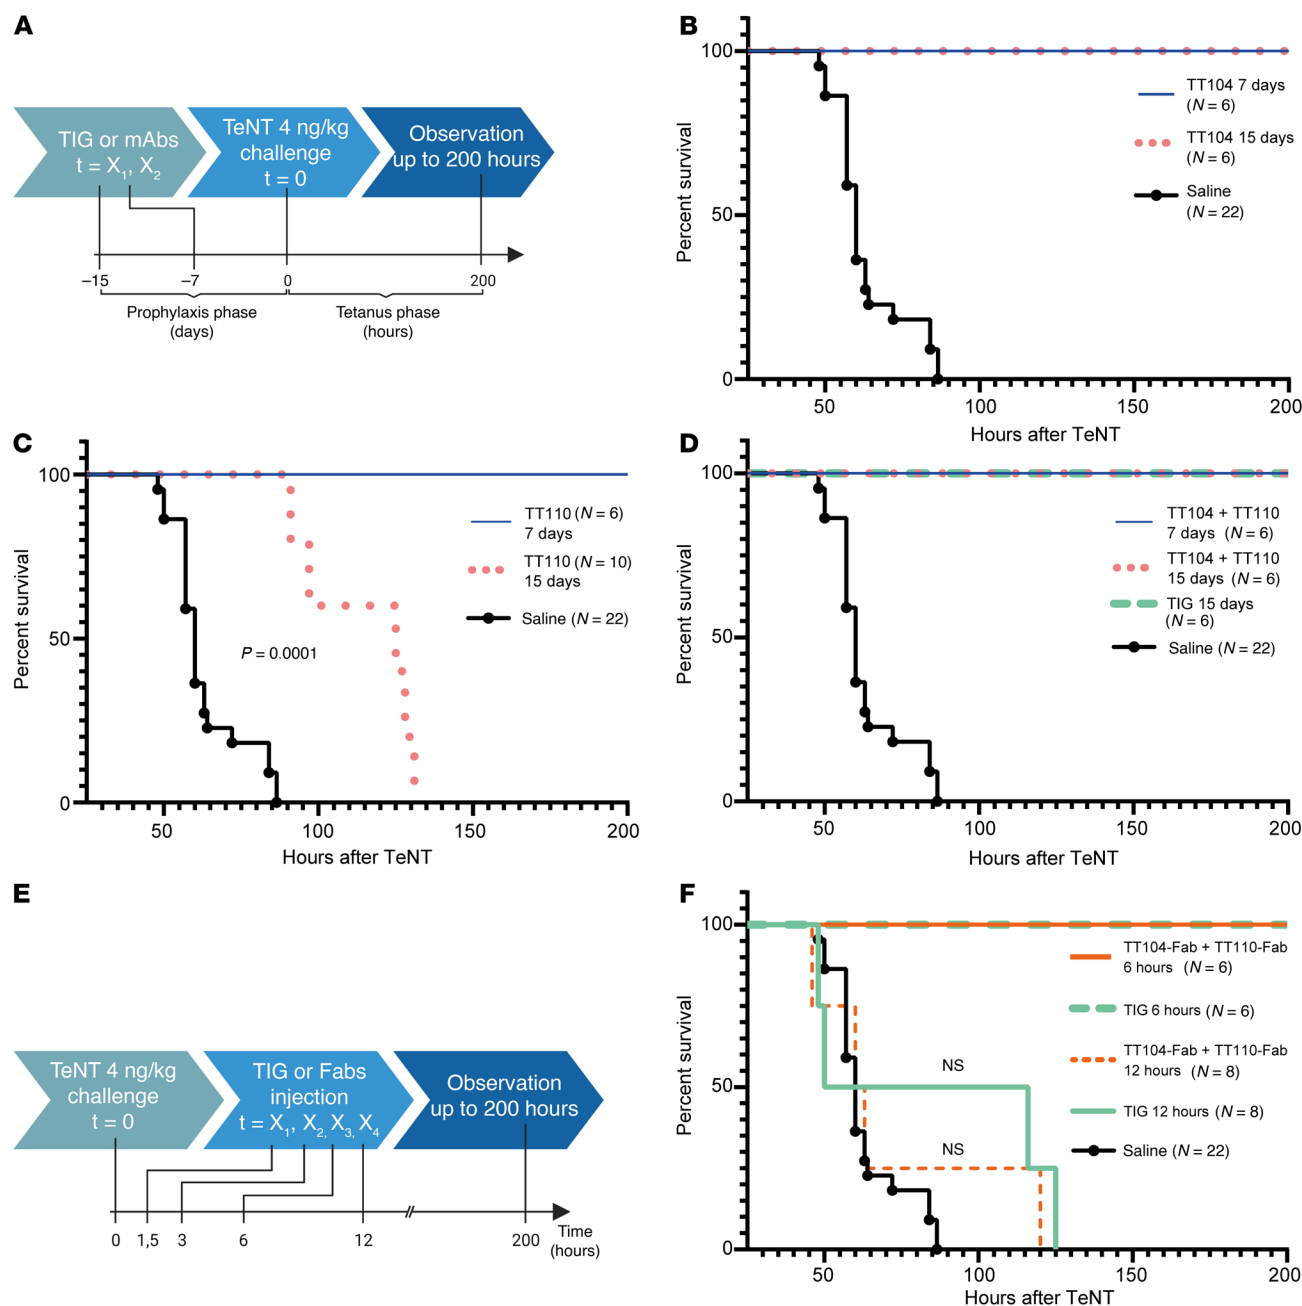 A
TIG or mAbs
t = X1, X2
TeNT 4 ng/kg
challenge
t = 0
Observation
up to 200 hours
–15
–7
0
200
Prophylaxis phase
(days)
Tetanus phase
(hours)
B
Percent survival
100
50
0
50
100
150
200
Hours after TeNT
TT104 7 days
(N = 6)
TT104 15 days
(N = 6)
Saline
(N = 22)
C
Percent survival
100
50
0
50
100
150
200
Hours after TeNT
P = 0.0001
TT110 (N = 6)
7 days
TT110 (N = 10)
15 days
Saline (N = 22)
D
Percent survival
100
50
0
50
100
150
200
Hours after TeNT
TT104 + TT110
7 days (N = 6)
TT104 + TT110
15 days (N = 6)
TIG 15 days
(N = 6)
Saline (N = 22)
E
TeNT 4 ng/kg
challenge
t = 0
TIG or Fabs
injection
t = X1, X2, X3, X4
Observation
up to 200 hours
0
1,5
3
6
12
200
Time
(hours)
F
Percent survival
100
50
0
50
100
150
200
Hours after TeNT
NS
NS
TT104-Fab + TT110-Fab
6 hours (N = 6)
TIG 6 hours (N = 6)
TT104-Fab + TT110-Fab
12 hours (N = 8)
TIG 12 hours (N = 8)
Saline (N = 22)